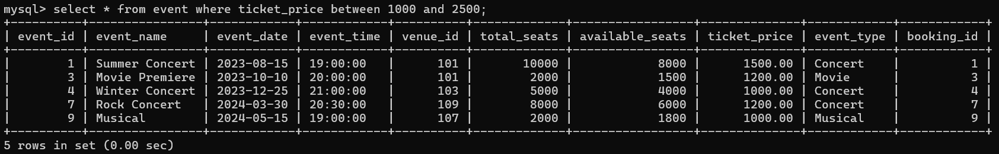 mysql> select * from event where ticket_price between 1000 and 2500;
+----------+----------------+------------+------------+----------+-------------+-----------------+--------------+------------+------------+
| event_id | event_name     | event_date | event_time | venue_id | total_seats | available_seats | ticket_price | event_type | booking_id |
+----------+----------------+------------+------------+----------+-------------+-----------------+--------------+------------+------------+
|        1 | Summer Concert | 2023-08-15 | 19:00:00   |      101 |       10000 |            8000 |      1500.00 | Concert    |          1 |
|        3 | Movie Premiere | 2023-10-10 | 20:00:00   |      101 |        2000 |            1500 |      1200.00 | Movie      |          3 |
|        4 | Winter Concert | 2023-12-25 | 21:00:00   |      103 |        5000 |            4000 |      1000.00 | Concert    |          4 |
|        7 | Rock Concert   | 2024-03-30 | 20:30:00   |      109 |        8000 |            6000 |      1200.00 | Concert    |          7 |
|        9 | Musical        | 2024-05-15 | 19:00:00   |      107 |        2000 |            1800 |      1000.00 | Musical    |          9 |
+----------+----------------+------------+------------+----------+-------------+-----------------+--------------+------------+------------+
5 rows in set (0.00 sec)